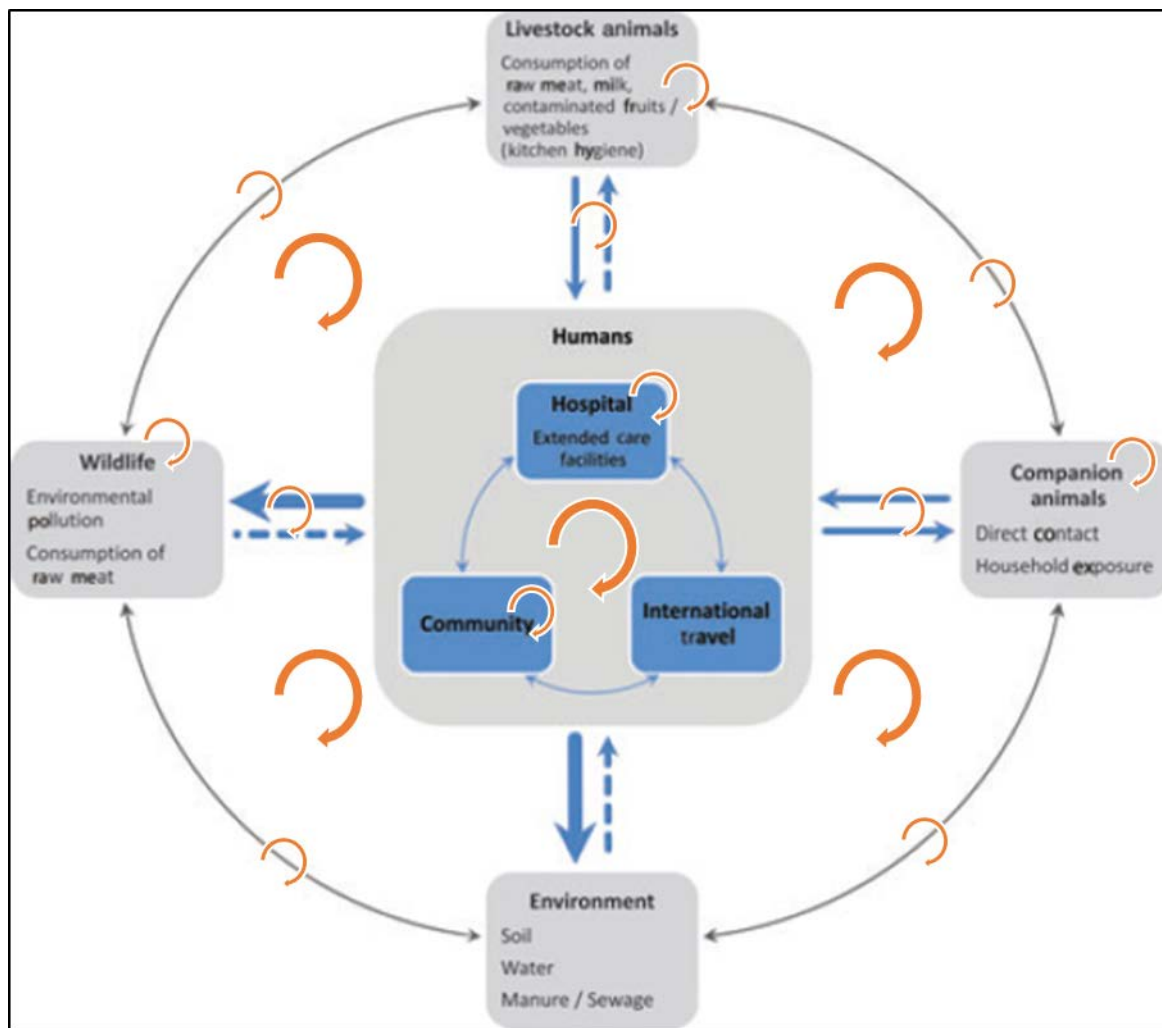 Livestock animals
Consumption of
raw meat, milk,
contaminated fruits /
vegetables
(kitchen hygiene)
Humans
Hospital
Extended care
facilities
Wildlife
Environmental
pollution
Consumption of
raw meat
Companion
animals
Direct contact
Household exposure
Community
International
travel
Environment
Soil
Water
Manure / Sewage